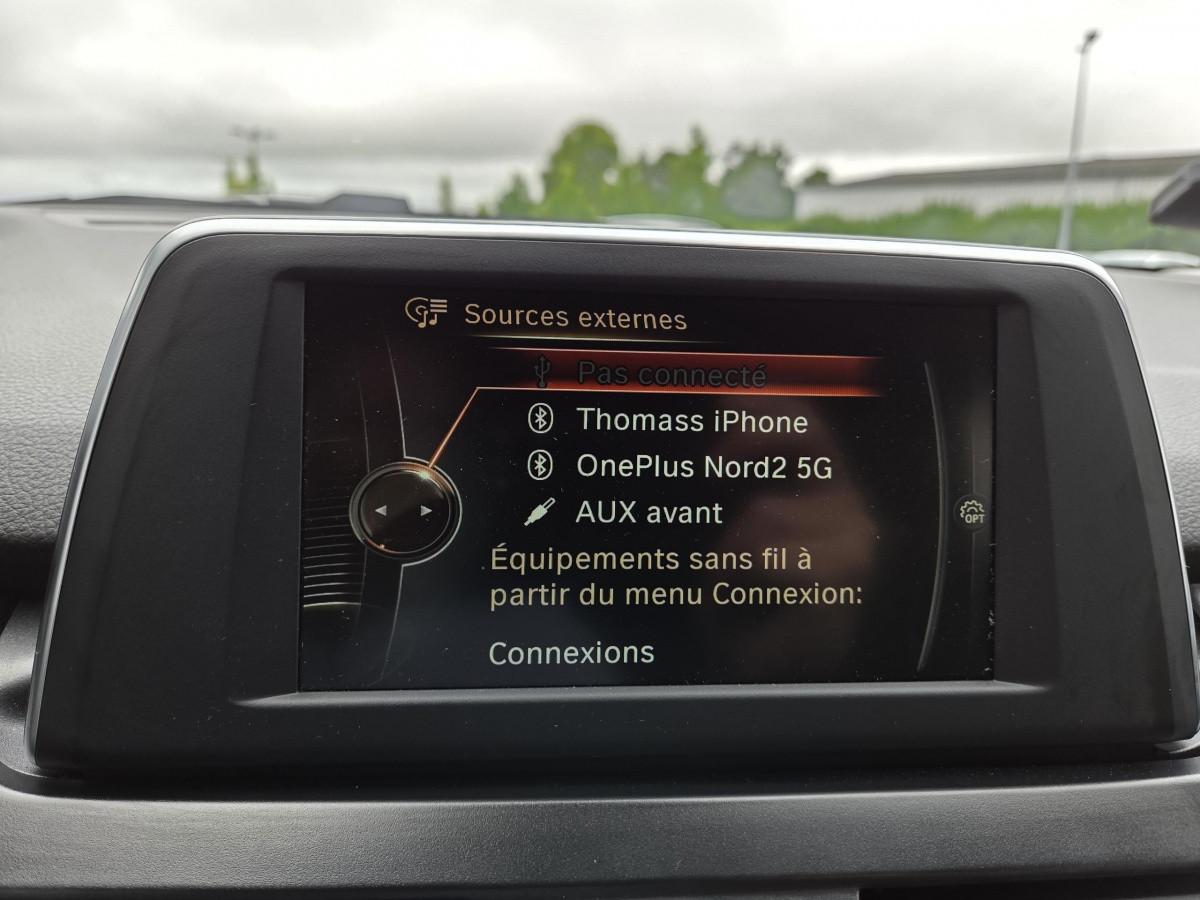 Sources externes
Pas connecté
Thomass iPhone
OnePlus Nord2 5G
AUX avant
OPT
Équipements sans fil à
partir du menu Connexion:
Connexions